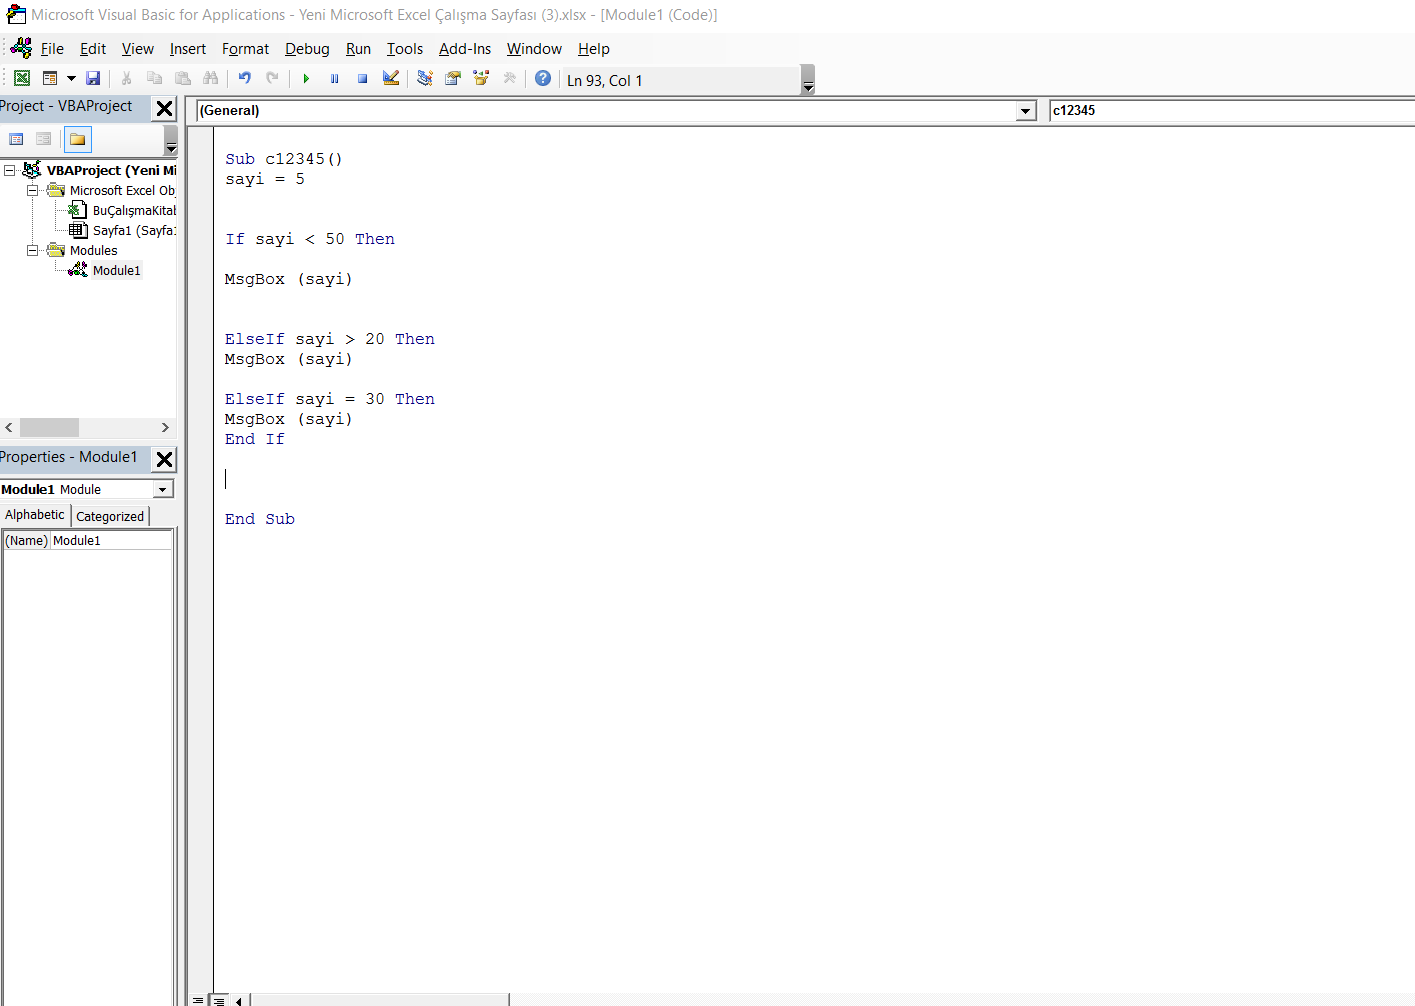 Microsoft Visual Basic for Applications - Yeni Microsoft Excel Çalışma Sayfası (3).xlsx - [Module1 (Code)]
File Edit View Insert Format Debug Run Tools Add-Ins Window Help
Ln 93, Col 1
Project - VBAProject
(General)
c12345
VBAProject (Yeni Mi
Microsoft Excel Ob
BuÇalışmaKitab
Sayfa1 (Sayfa1
Modules
Module1
Properties - Module1
Module1 Module
Alphabetic Categorized
(Name) Module1
Sub c12345()
sayi = 5
If sayi < 50 Then
MsgBox (sayi)
ElseIf sayi > 20 Then
MsgBox (sayi)
ElseIf sayi = 30 Then
MsgBox (sayi)
End If
End Sub